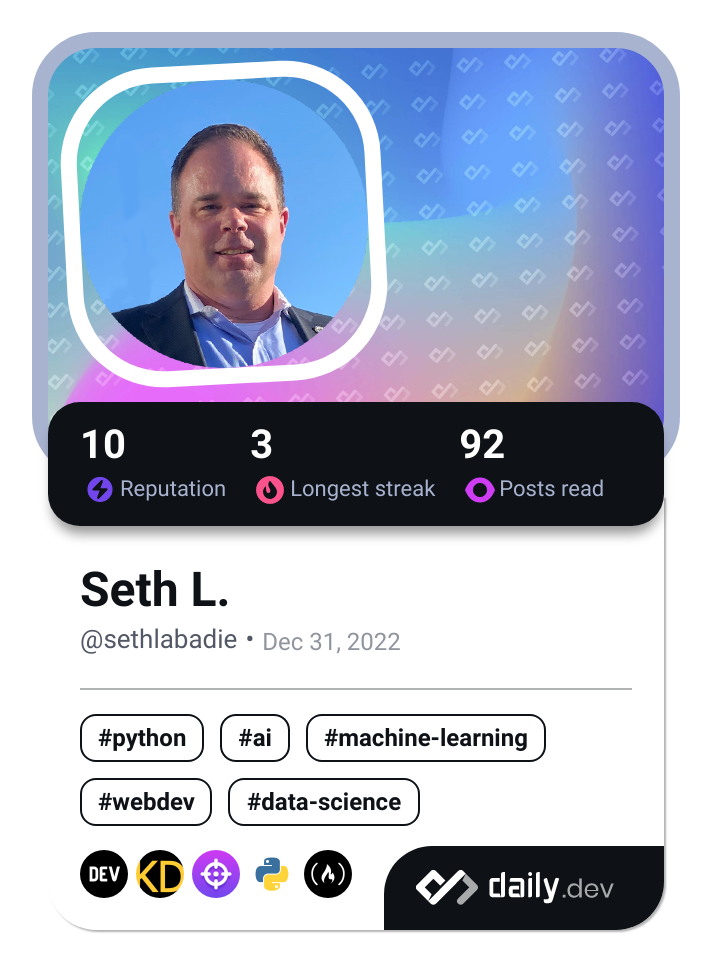 10 3 92
Reputation Longest streak Posts read
Seth L.
@sethlabadie • Dec 31, 2022
#python #ai #machine-learning
#webdev #data-science
DEV KD
daily.dev